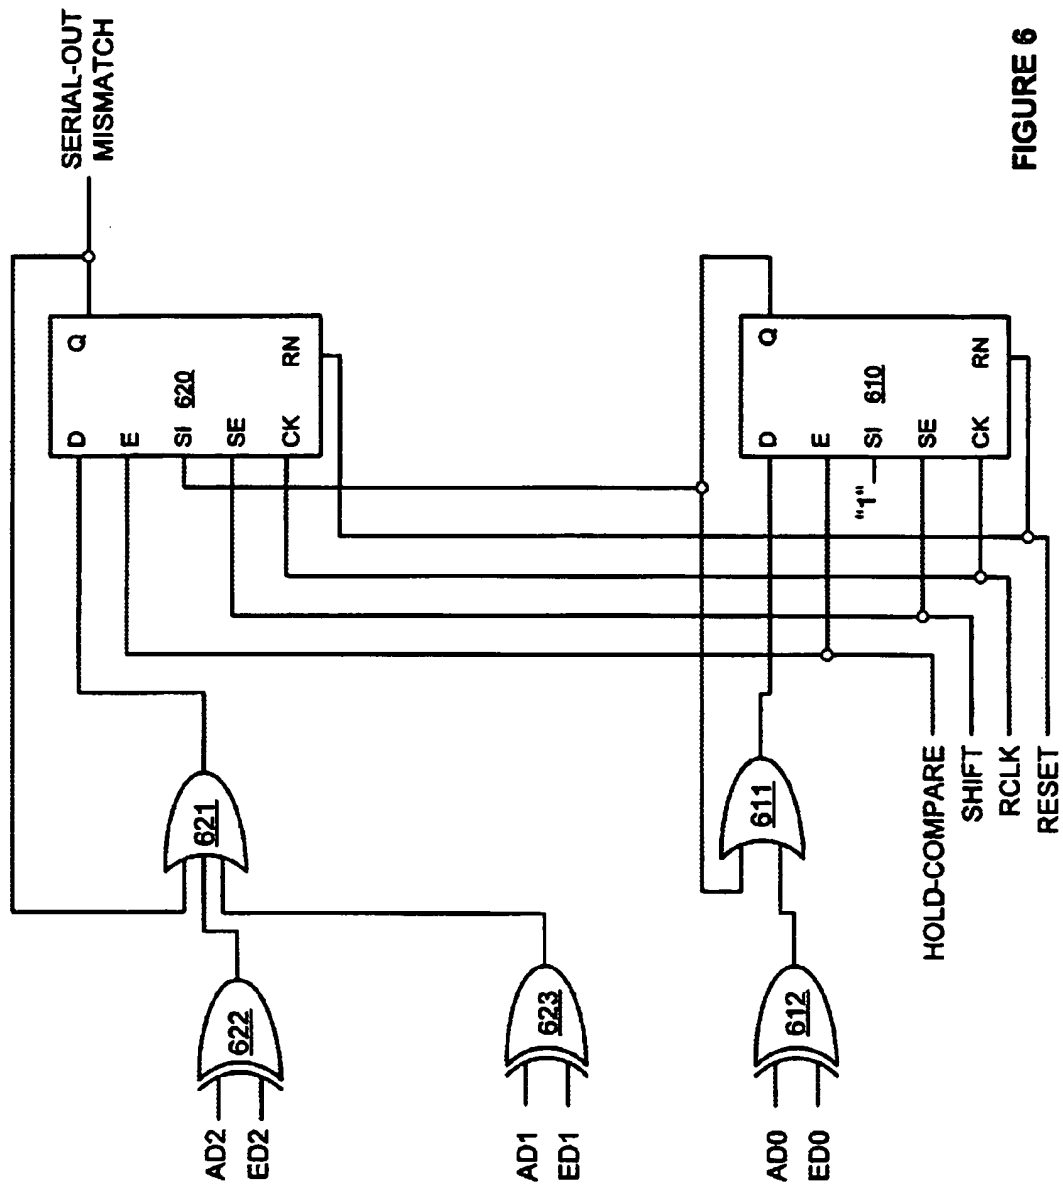 SERIAL-OUT
MISMATCH
D
Q
E
SI
620
SE
CK
RN
621
AD2
ED2
622
AD1
ED1
623
D
Q
E
"1"
SI
610
SE
CK
RN
611
AD0
ED0
612
HOLD-COMPARE
SHIFT
RCLK
RESET
FIGURE 6